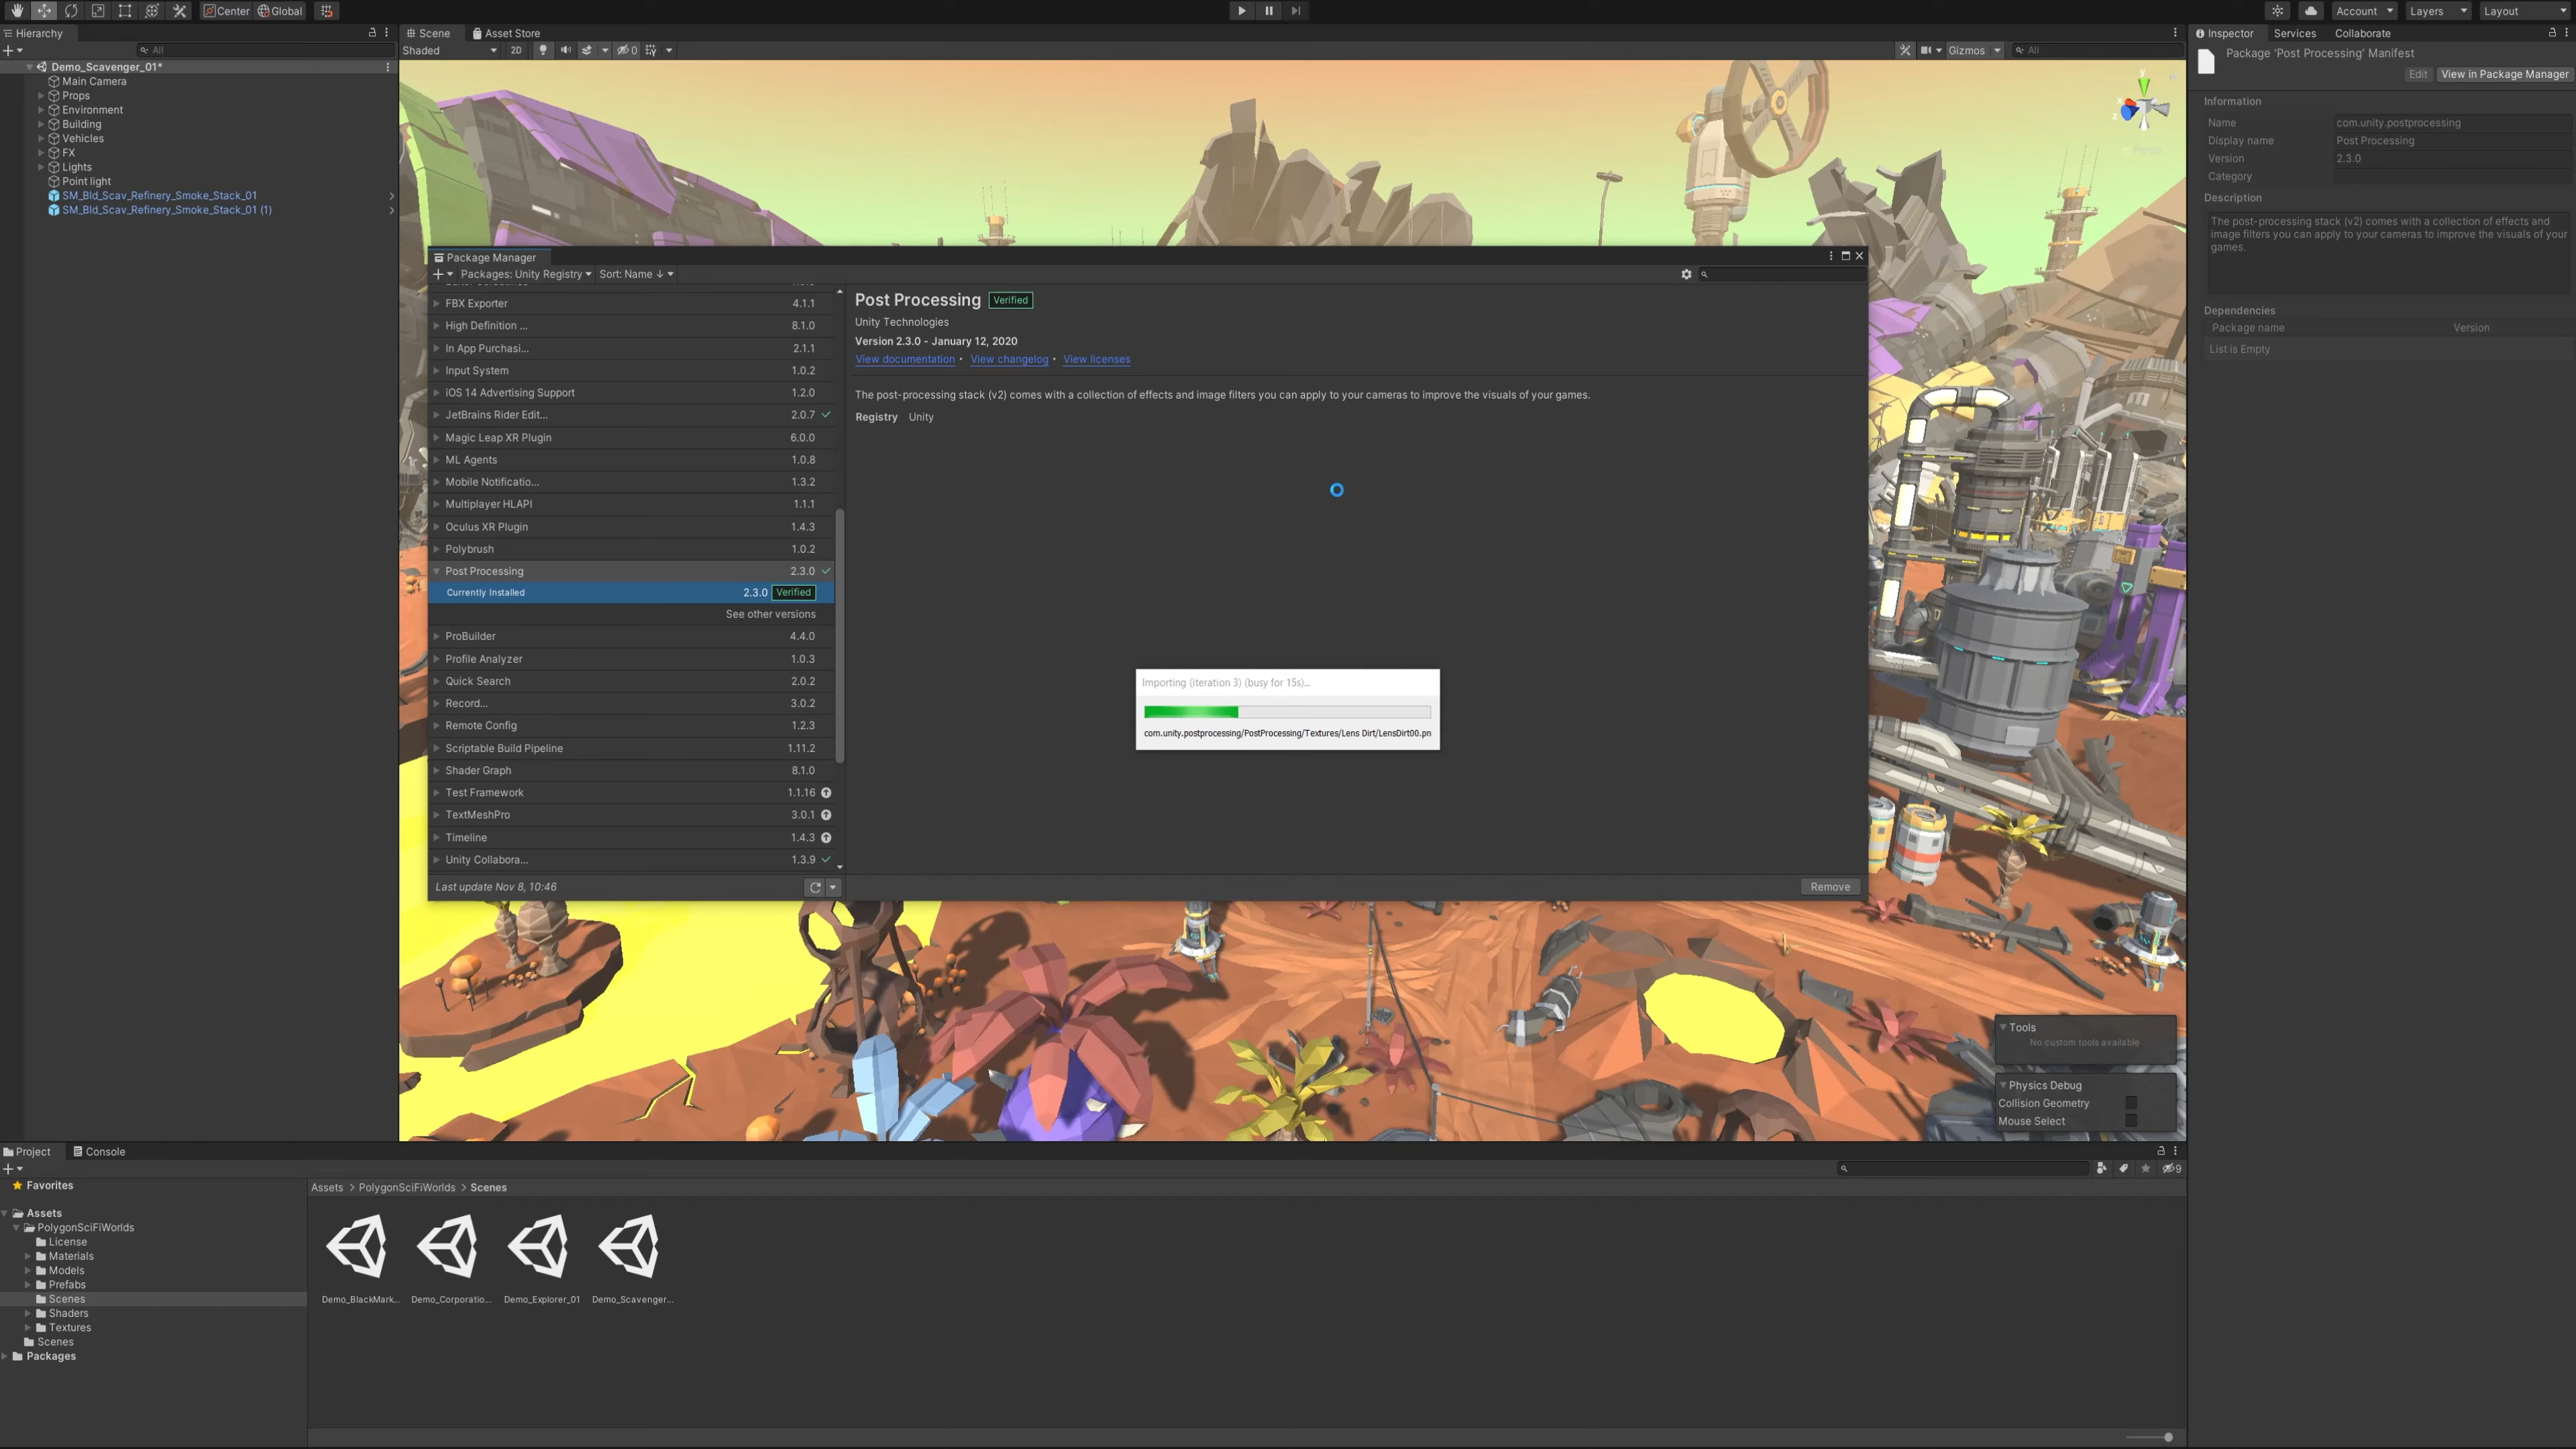 Center
Global
Account
Layers
Layout
Hierarchy
All
Demo_Scavenger_01*
Main Camera
Props
Environment
Building
Vehicles
FX
Lights
Point light
SM_Bld_Scav_Refinery_Smoke_Stack_01
SM_Bld_Scav_Refinery_Smoke_Stack_01 (1)
Scene
Asset Store
Shaded
2D
0
Gizmos
All
y
x
z
Package Manager
Packages: Unity Registry
Sort: Name ↓
FBX Exporter 4.1.1
High Definition ... 8.1.0
In App Purchasi... 2.1.1
Input System 1.0.2
iOS 14 Advertising Support 1.2.0
JetBrains Rider Edit... 2.0.7
Magic Leap XR Plugin 6.0.0
ML Agents 1.0.8
Mobile Notificatio... 1.3.2
Multiplayer HLAPI 1.1.1
Oculus XR Plugin 1.4.3
Polybrush 1.0.2
Post Processing 2.3.0
Currently Installed 2.3.0 Verified
See other versions
ProBuilder 4.4.0
Profile Analyzer 1.0.3
Quick Search 2.0.2
Record... 3.0.2
Remote Config 1.2.3
Scriptable Build Pipeline 1.11.2
Shader Graph 8.1.0
Test Framework 1.1.16
TextMeshPro 3.0.1
Timeline 1.4.3
Unity Collabora... 1.3.9
Last update Nov 8, 10:46
Post Processing Verified
Unity Technologies
Version 2.3.0 - January 12, 2020
View documentation • View changelog • View licenses
The post-processing stack (v2) comes with a collection of effects and image filters you can apply to your cameras to improve the visuals of your games.
Registry Unity
Importing (iteration 3) (busy for 15s)...
com.unity.postprocessing/PostProcessing/Textures/Lens Dirt/LensDirt00.pn
Remove
Tools
No custom tools available
Physics Debug
Collision Geometry
Mouse Select
Inspector
Services
Collaborate
Package 'Post Processing' Manifest
Edit
View in Package Manager
Information
Name com.unity.postprocessing
Display name Post Processing
Version 2.3.0
Category
Description
The post-processing stack (v2) comes with a collection of effects and
image filters you can apply to your cameras to improve the visuals of your
games.
Dependencies
Package name Version
List is Empty
Project
Console
9
Favorites
Assets
PolygonSciFiWorlds
License
Materials
Models
Prefabs
Scenes
Shaders
Textures
Scenes
Packages
Assets > PolygonSciFiWorlds > Scenes
Demo_BlackMark...
Demo_Corporatio...
Demo_Explorer_01
Demo_Scavenger...